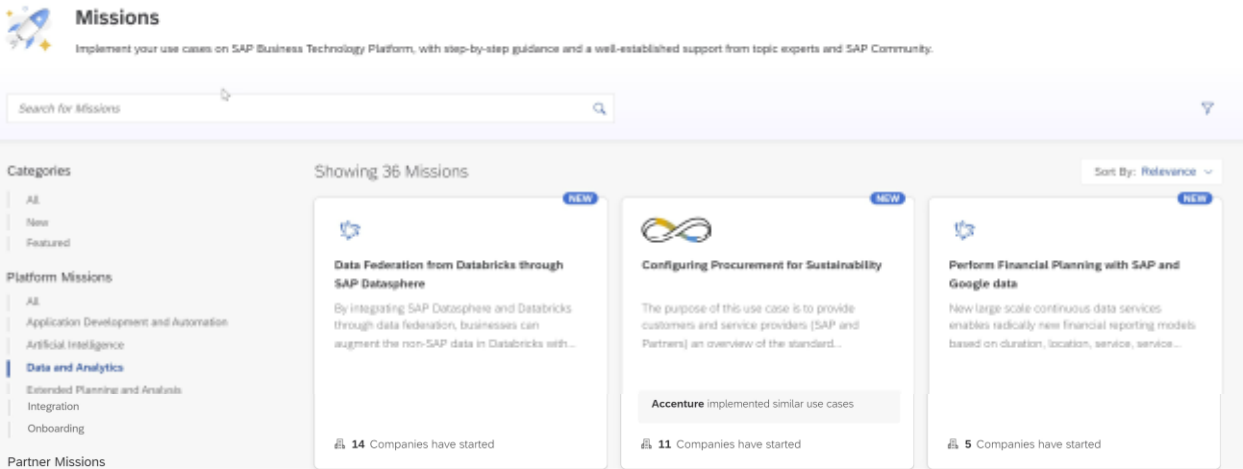 Missions
Implement your use cases on SAP Business Technology Platform, with step-by-step guidance and a well-established support from topic experts and SAP Community.
Search for Missions
Categories
All
New
Featured
Platform Missions
All
Application Development and Automation
Artificial Intelligence
Data and Analytics
Extended Planning and Analysis
Integration
Onboarding
Partner Missions
Showing 36 Missions
Sort By: Relevance
NEW
Data Federation from Databricks through
SAP Datasphere
By integrating SAP Datasphere and Databricks
through data federation, businesses can
augment the non-SAP data in Databricks with...
14 Companies have started
NEW
Configuring Procurement for Sustainability
The purpose of this use case is to provide
customers and service providers (SAP and
Partners) an overview of the standard...
Accenture implemented similar use cases
11 Companies have started
NEW
Perform Financial Planning with SAP and
Google data
New large scale continuous data services
enables radically new financial reporting models
based on duration, location, service, service...
5 Companies have started